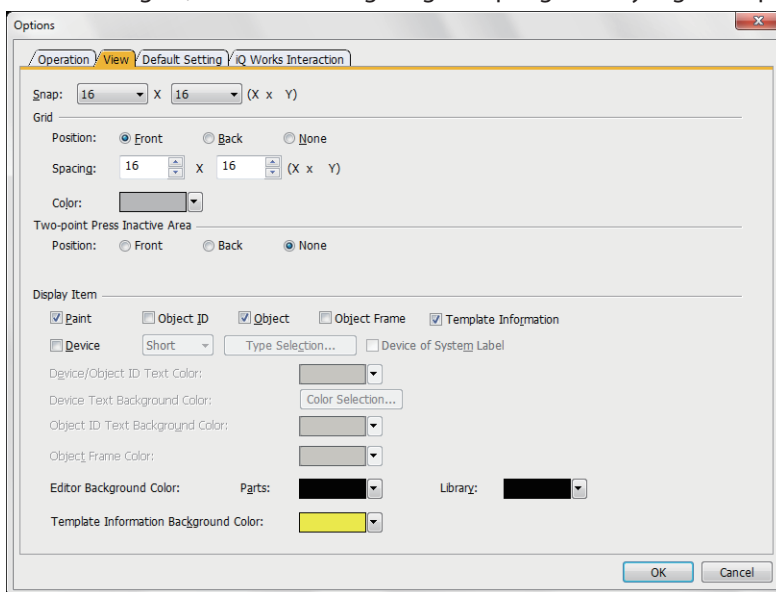 Options
Operation View Default Setting iQ Works Interaction
Snap: 16 X 16 (X x Y)
Grid
Position: Front Back None
Spacing: 16 X 16 (X x Y)
Color:
Two-point Press Inactive Area
Position: Front Back None
Display Item
Paint Object ID Object Object Frame Template Information
Device Short Type Selection... Device of System Label
Device/Object ID Text Color:
Device Text Background Color: Color Selection...
Object ID Text Background Color:
Object Frame Color:
Editor Background Color: Parts: Library:
Template Information Background Color:
OK Cancel